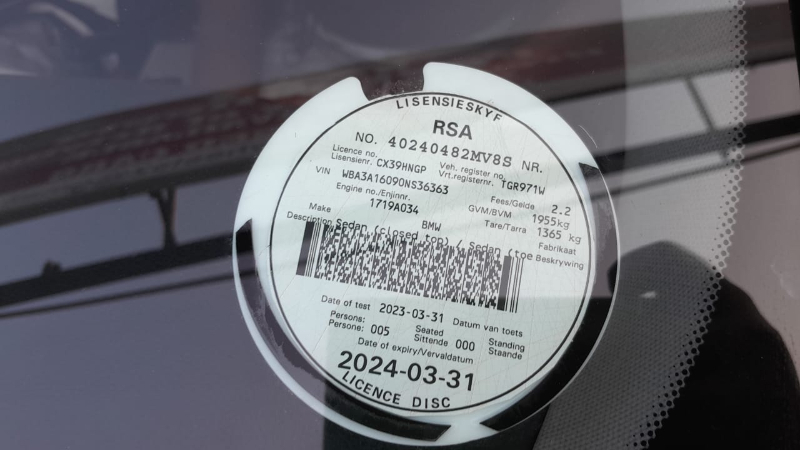 LISENSIESKYF
RSA
NO. 40240482MV8S NR.
Licence no. Veh. register no.
Lisensienr. CX39HNGP Vrt.registernr. TGR971W
VIN WBA3A16090NS36363 Fees/Gelde 2.2
Engine no./Enjinnr. GVM/BVM 1955kg
1719A034 Tare/Tarra 1365 kg
Make BMW Fabrikaat
Description Sedan (closed top) / Sedan (toe Beskrywing
Date of test 2023-03-31 Datum van toets
Persons: Seated Standing
Persone: 005 Sittende 000 Staande
Date of expiry/Vervaldatum
2024-03-31
LICENCE DISC